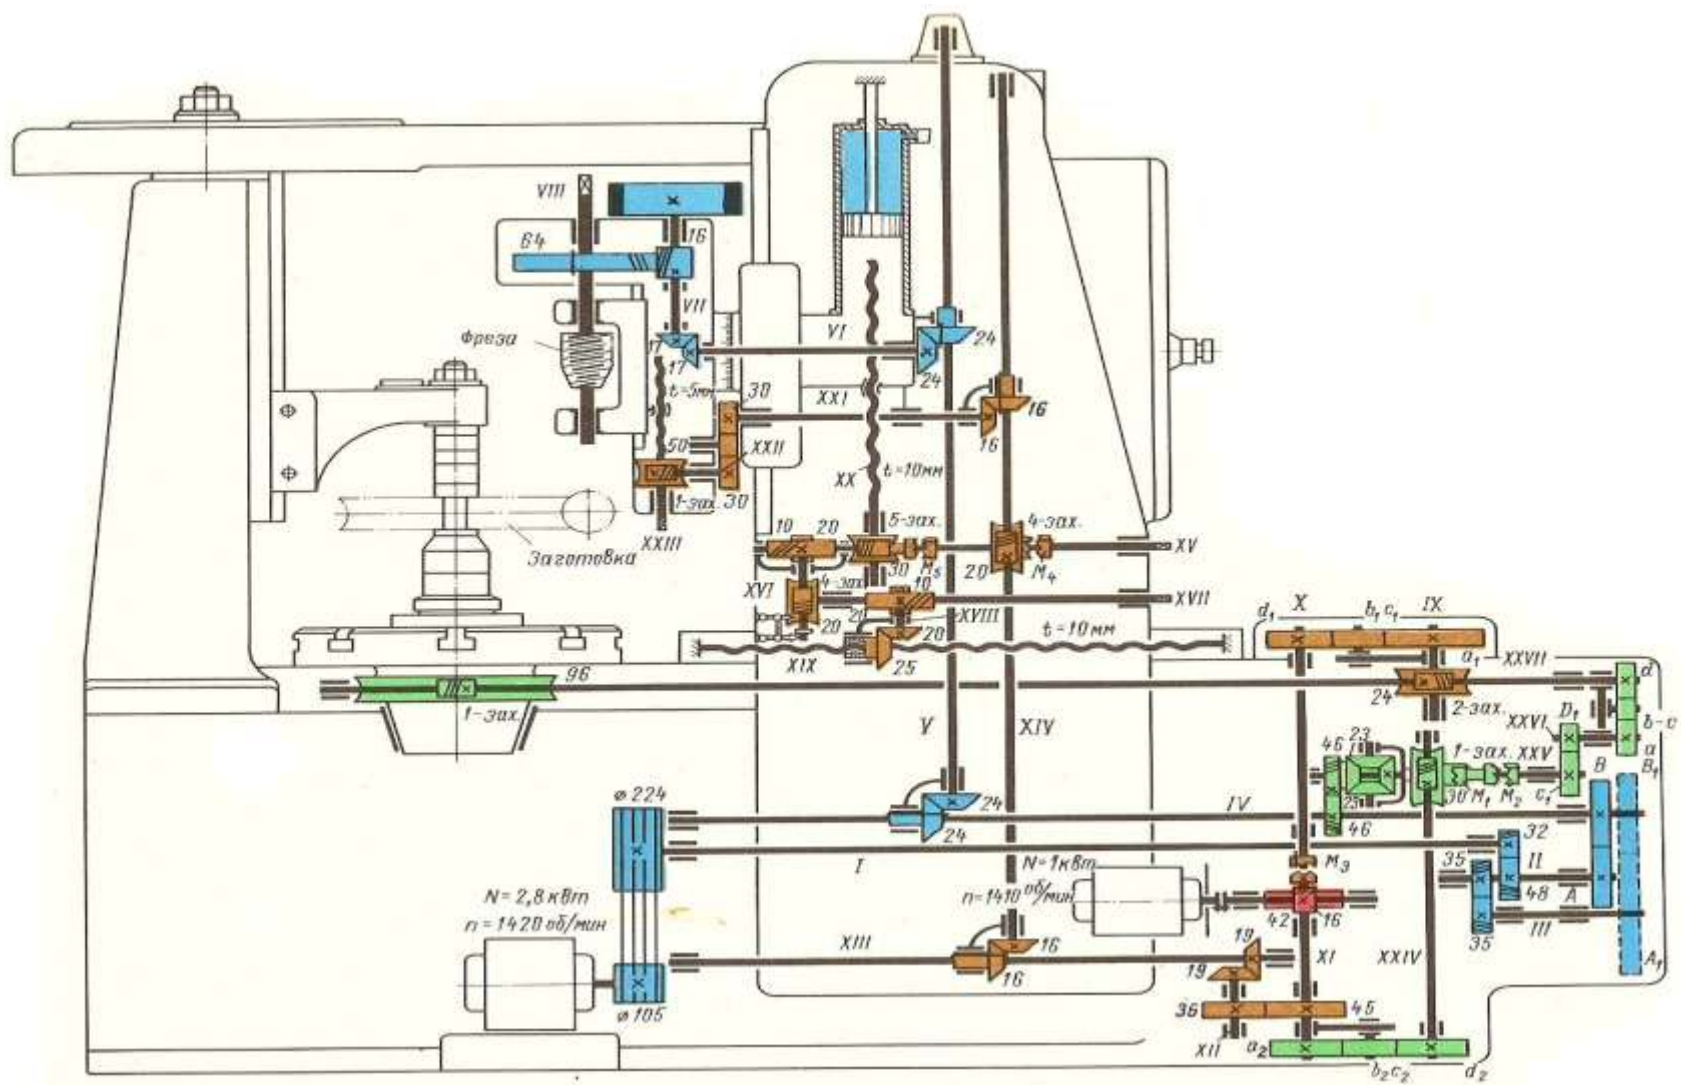 VIII
64
16
VII
Фреза
17
17
t=5мм
VI
24
24
30
XXI
16
16
50
XXII
XX
t=10мм
1-зах.
30
XXIII
Заготовка
10
20
5-зах.
4-зах.
30
M5
20
M4
XV
XVI
4-зах.
10
XVII
20
20
XVIII
20
t=10мм
XIX
25
d1
X
b1 c1
IX
a1
XXVII
96
1-зах.
24
2-зах.
d
V
XIV
XXVI
D1
b-c
a
46
23
1-зах.
XXV
B
B1
23
30
M1
M2
c1
ø224
24
24
IV
46
32
I
N=1квт
n=1410 об/мин
M3
35
II
48
A
N=2,8квт
n=1420 об/мин
42
16
35
III
XIII
16
16
19
19
XI
XXIV
A1
ø105
36
45
XII
a2
b2c2
d2